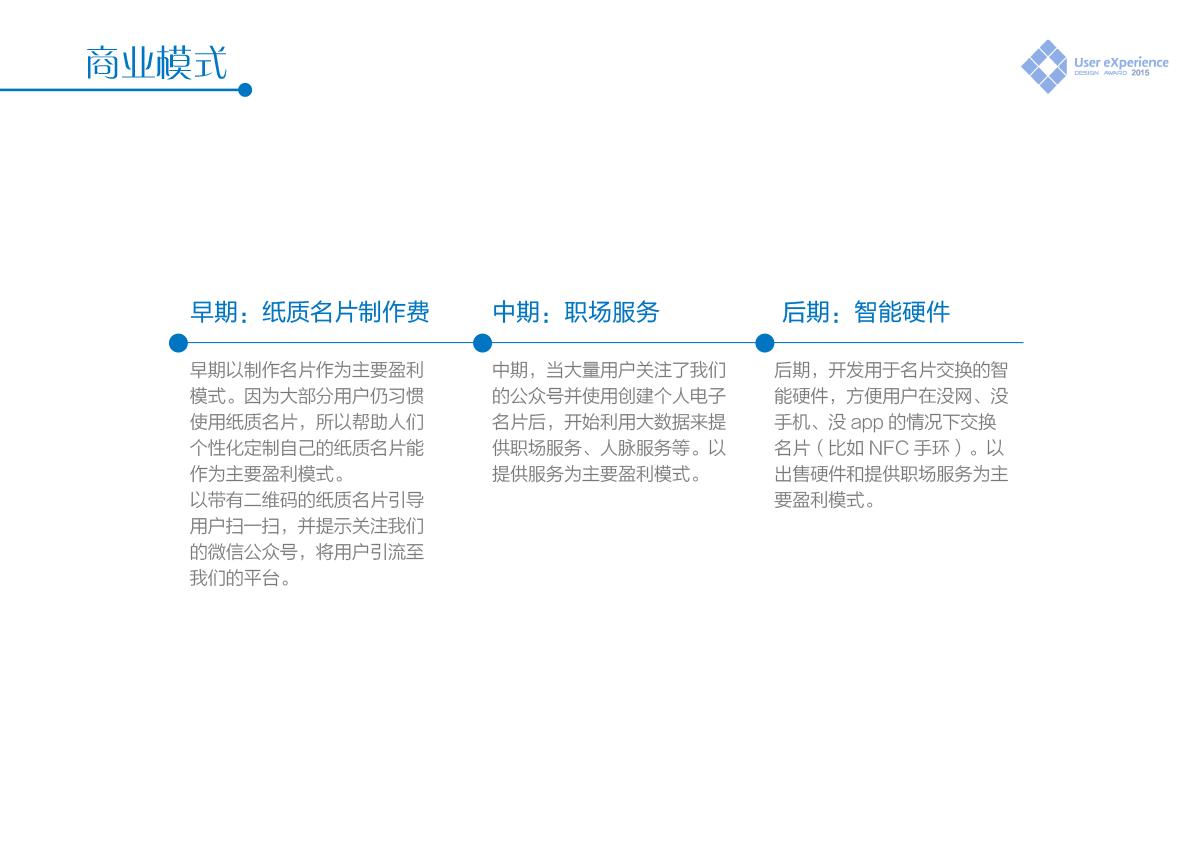 商业模式
User eXperience
DESIGN AWARD 2015
早期：纸质名片制作费
早期以制作名片作为主要盈利
模式。因为大部分用户仍习惯
使用纸质名片，所以帮助人们
个性化定制自己的纸质名片能
作为主要盈利模式。
以带有二维码的纸质名片引导
用户扫一扫，并提示关注我们
的微信公众号，将用户引流至
我们的平台。
中期：职场服务
中期，当大量用户关注了我们
的公众号并使用创建个人电子
名片后，开始利用大数据来提
供职场服务、人脉服务等。以
提供服务为主要盈利模式。
后期：智能硬件
后期，开发用于名片交换的智
能硬件，方便用户在没网、没
手机、没 app 的情况下交换
名片（比如 NFC 手环）。以
出售硬件和提供职场服务为主
要盈利模式。